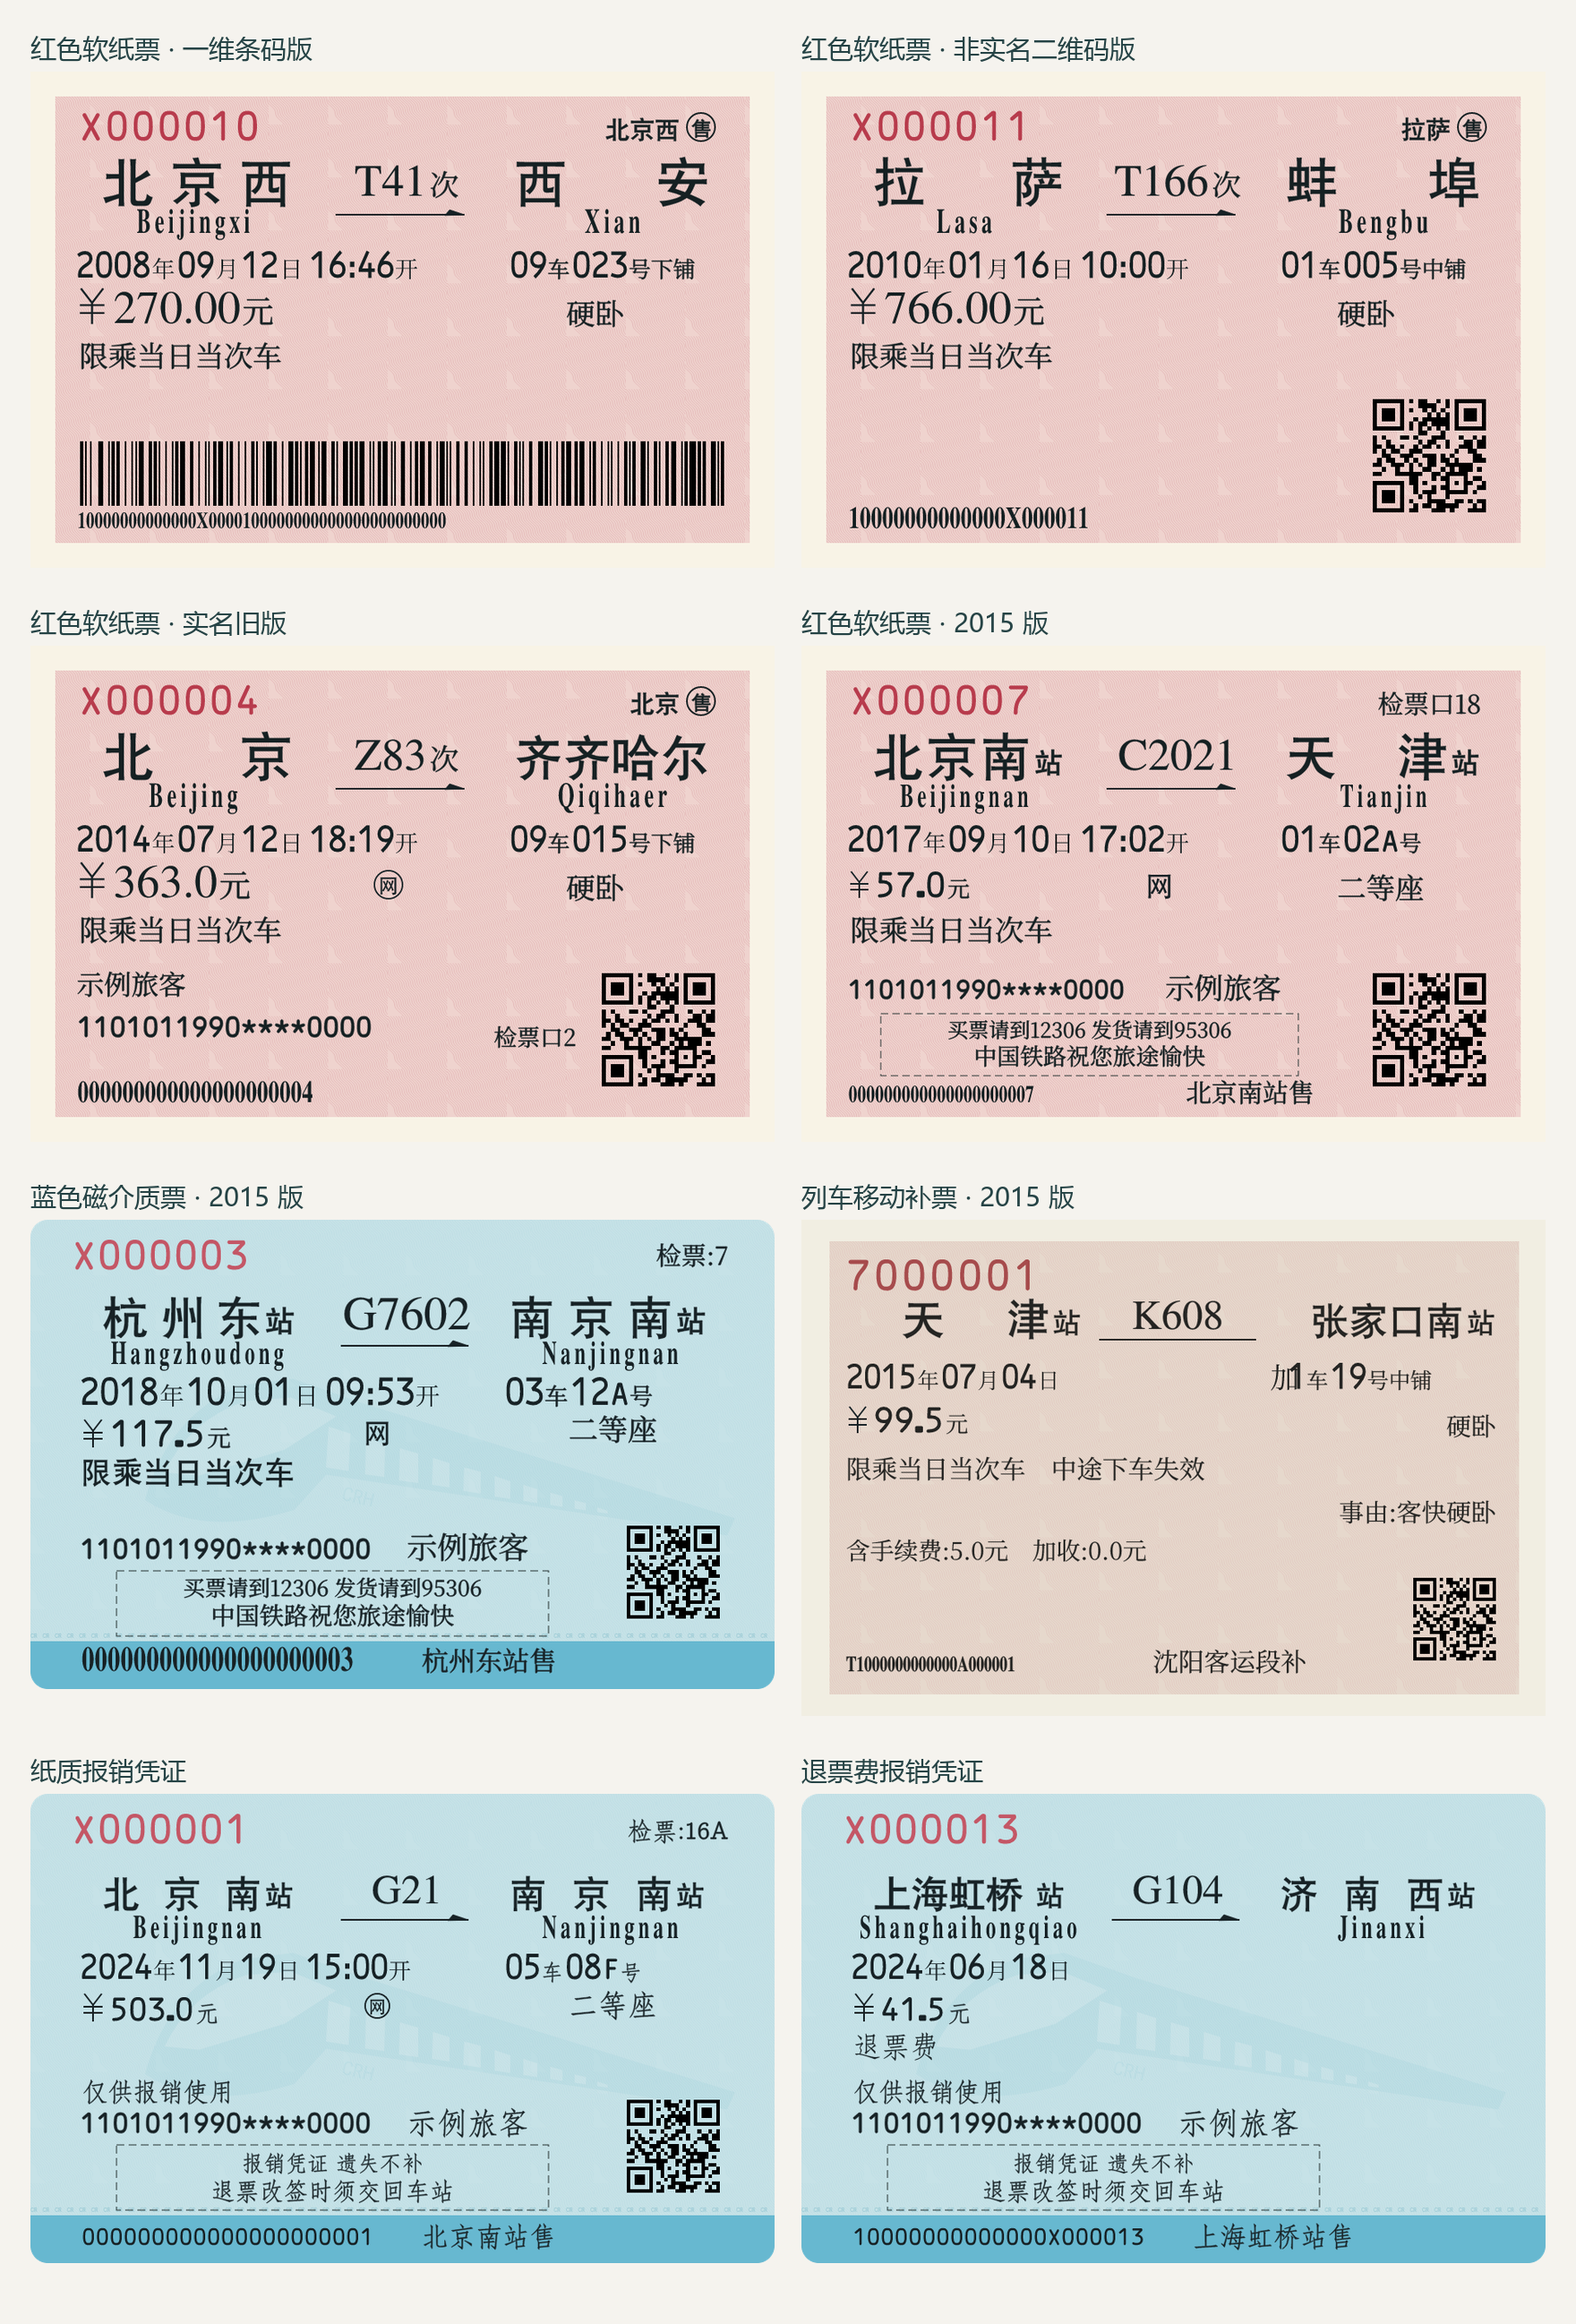 红色软纸票 · 一维条码版
X000010
北京西 售
北京西 T41次 西安
Beijingxi Xian
2008年09月12日 16:46开 09车023号下铺
¥270.00元 硬卧
限乘当日当次车
红色软纸票 · 非实名二维码版
X000011
拉萨 售
拉萨 T166次 蚌埠
Lasa Bengbu
2010年01月16日 10:00开 01车005号中铺
¥766.00元 硬卧
限乘当日当次车
10000000000000X000011
红色软纸票 · 实名旧版
X000004
北京 售
北京 Z83次 齐齐哈尔
Beijing Qiqihaer
2014年07月12日 18:19开 09车015号下铺
¥363.0元 网 硬卧
限乘当日当次车
示例旅客
1101011990****0000
检票口2
000000000000000000004
红色软纸票 · 2015 版
X000007
检票口18
北京南站 C2021 天津站
Beijingnan Tianjin
2017年09月10日 17:02开 01车02A号
¥57.0元 网 二等座
限乘当日当次车
1101011990****0000 示例旅客
买票请到12306 发货请到95306
中国铁路祝您旅途愉快
000000000000000000007 北京南站售
蓝色磁介质票 · 2015 版
X000003
检票:7
杭州东站 G7602 南京南站
Hangzhoudong Nanjingnan
2018年10月01日 09:53开 03车12A号
¥117.5元 网 二等座
限乘当日当次车
1101011990****0000 示例旅客
买票请到12306 发货请到95306
中国铁路祝您旅途愉快
000000000000000000003 杭州东站售
列车移动补票 · 2015 版
7000001
天津站 K608 张家口南站
2015年07月04日 加1车19号中铺
¥99.5元 硬卧
限乘当日当次车 中途下车失效
事由:客快硬卧
含手续费:5.0元 加收:0.0元
T1000000000000A000001 沈阳客运段补
纸质报销凭证
X000001
检票:16A
北京南站 G21 南京南站
Beijingnan Nanjingnan
2024年11月19日 15:00开 05车08F号
¥503.0元 网 二等座
仅供报销使用
1101011990****0000 示例旅客
报销凭证 遗失不补
退票改签时须交回车站
000000000000000000001 北京南站售
退票费报销凭证
X000013
上海虹桥站 G104 济南西站
Shanghaihongqiao Jinanxi
2024年06月18日
¥41.5元
退票费
仅供报销使用
1101011990****0000 示例旅客
报销凭证 遗失不补
退票改签时须交回车站
10000000000000X000013 上海虹桥站售